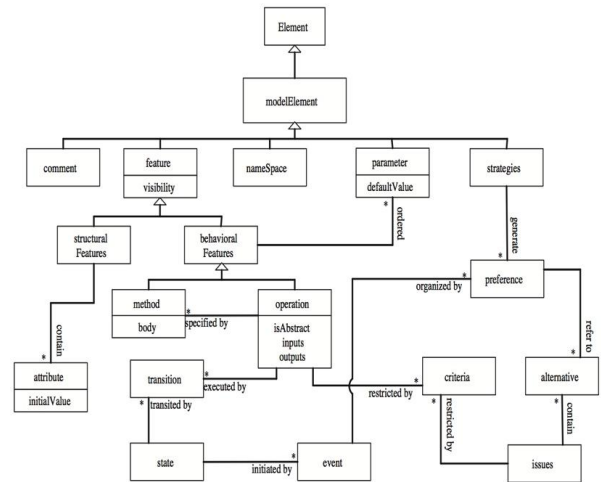 Element
modelElement
comment
feature
visibility
nameSpace
parameter
defaultValue
strategies
structural
Features
behavioral
Features
*
ordered
generate
*
organized by
*
preference
method
body
*
specified by
operation
isAbstract
inputs
outputs
contain
*
attribute
initialValue
transition
*
executed by
*
transited by
*
restricted by
criteria
*
restricted by
refer to
*
alternative
*
contain
state
*
initiated by
event
*
issues